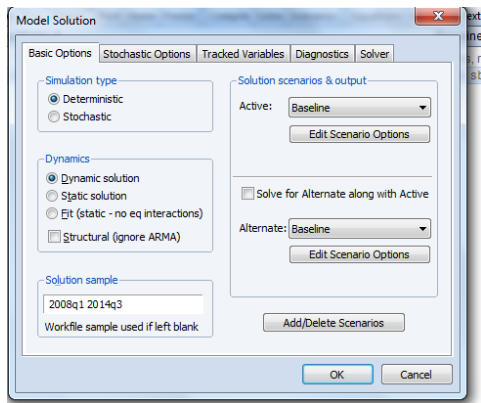 Model Solution
Basic Options Stochastic Options Tracked Variables Diagnostics Solver
Simulation type
Deterministic
Stochastic
Dynamics
Dynamic solution
Static solution
Fit (static - no eq interactions)
Structural (ignore ARMA)
Solution sample
2008q1 2014q3
Workfile sample used if left blank
Solution scenarios & output
Active: Baseline
Edit Scenario Options
Solve for Alternate along with Active
Alternate: Baseline
Edit Scenario Options
Add/Delete Scenarios
OK Cancel